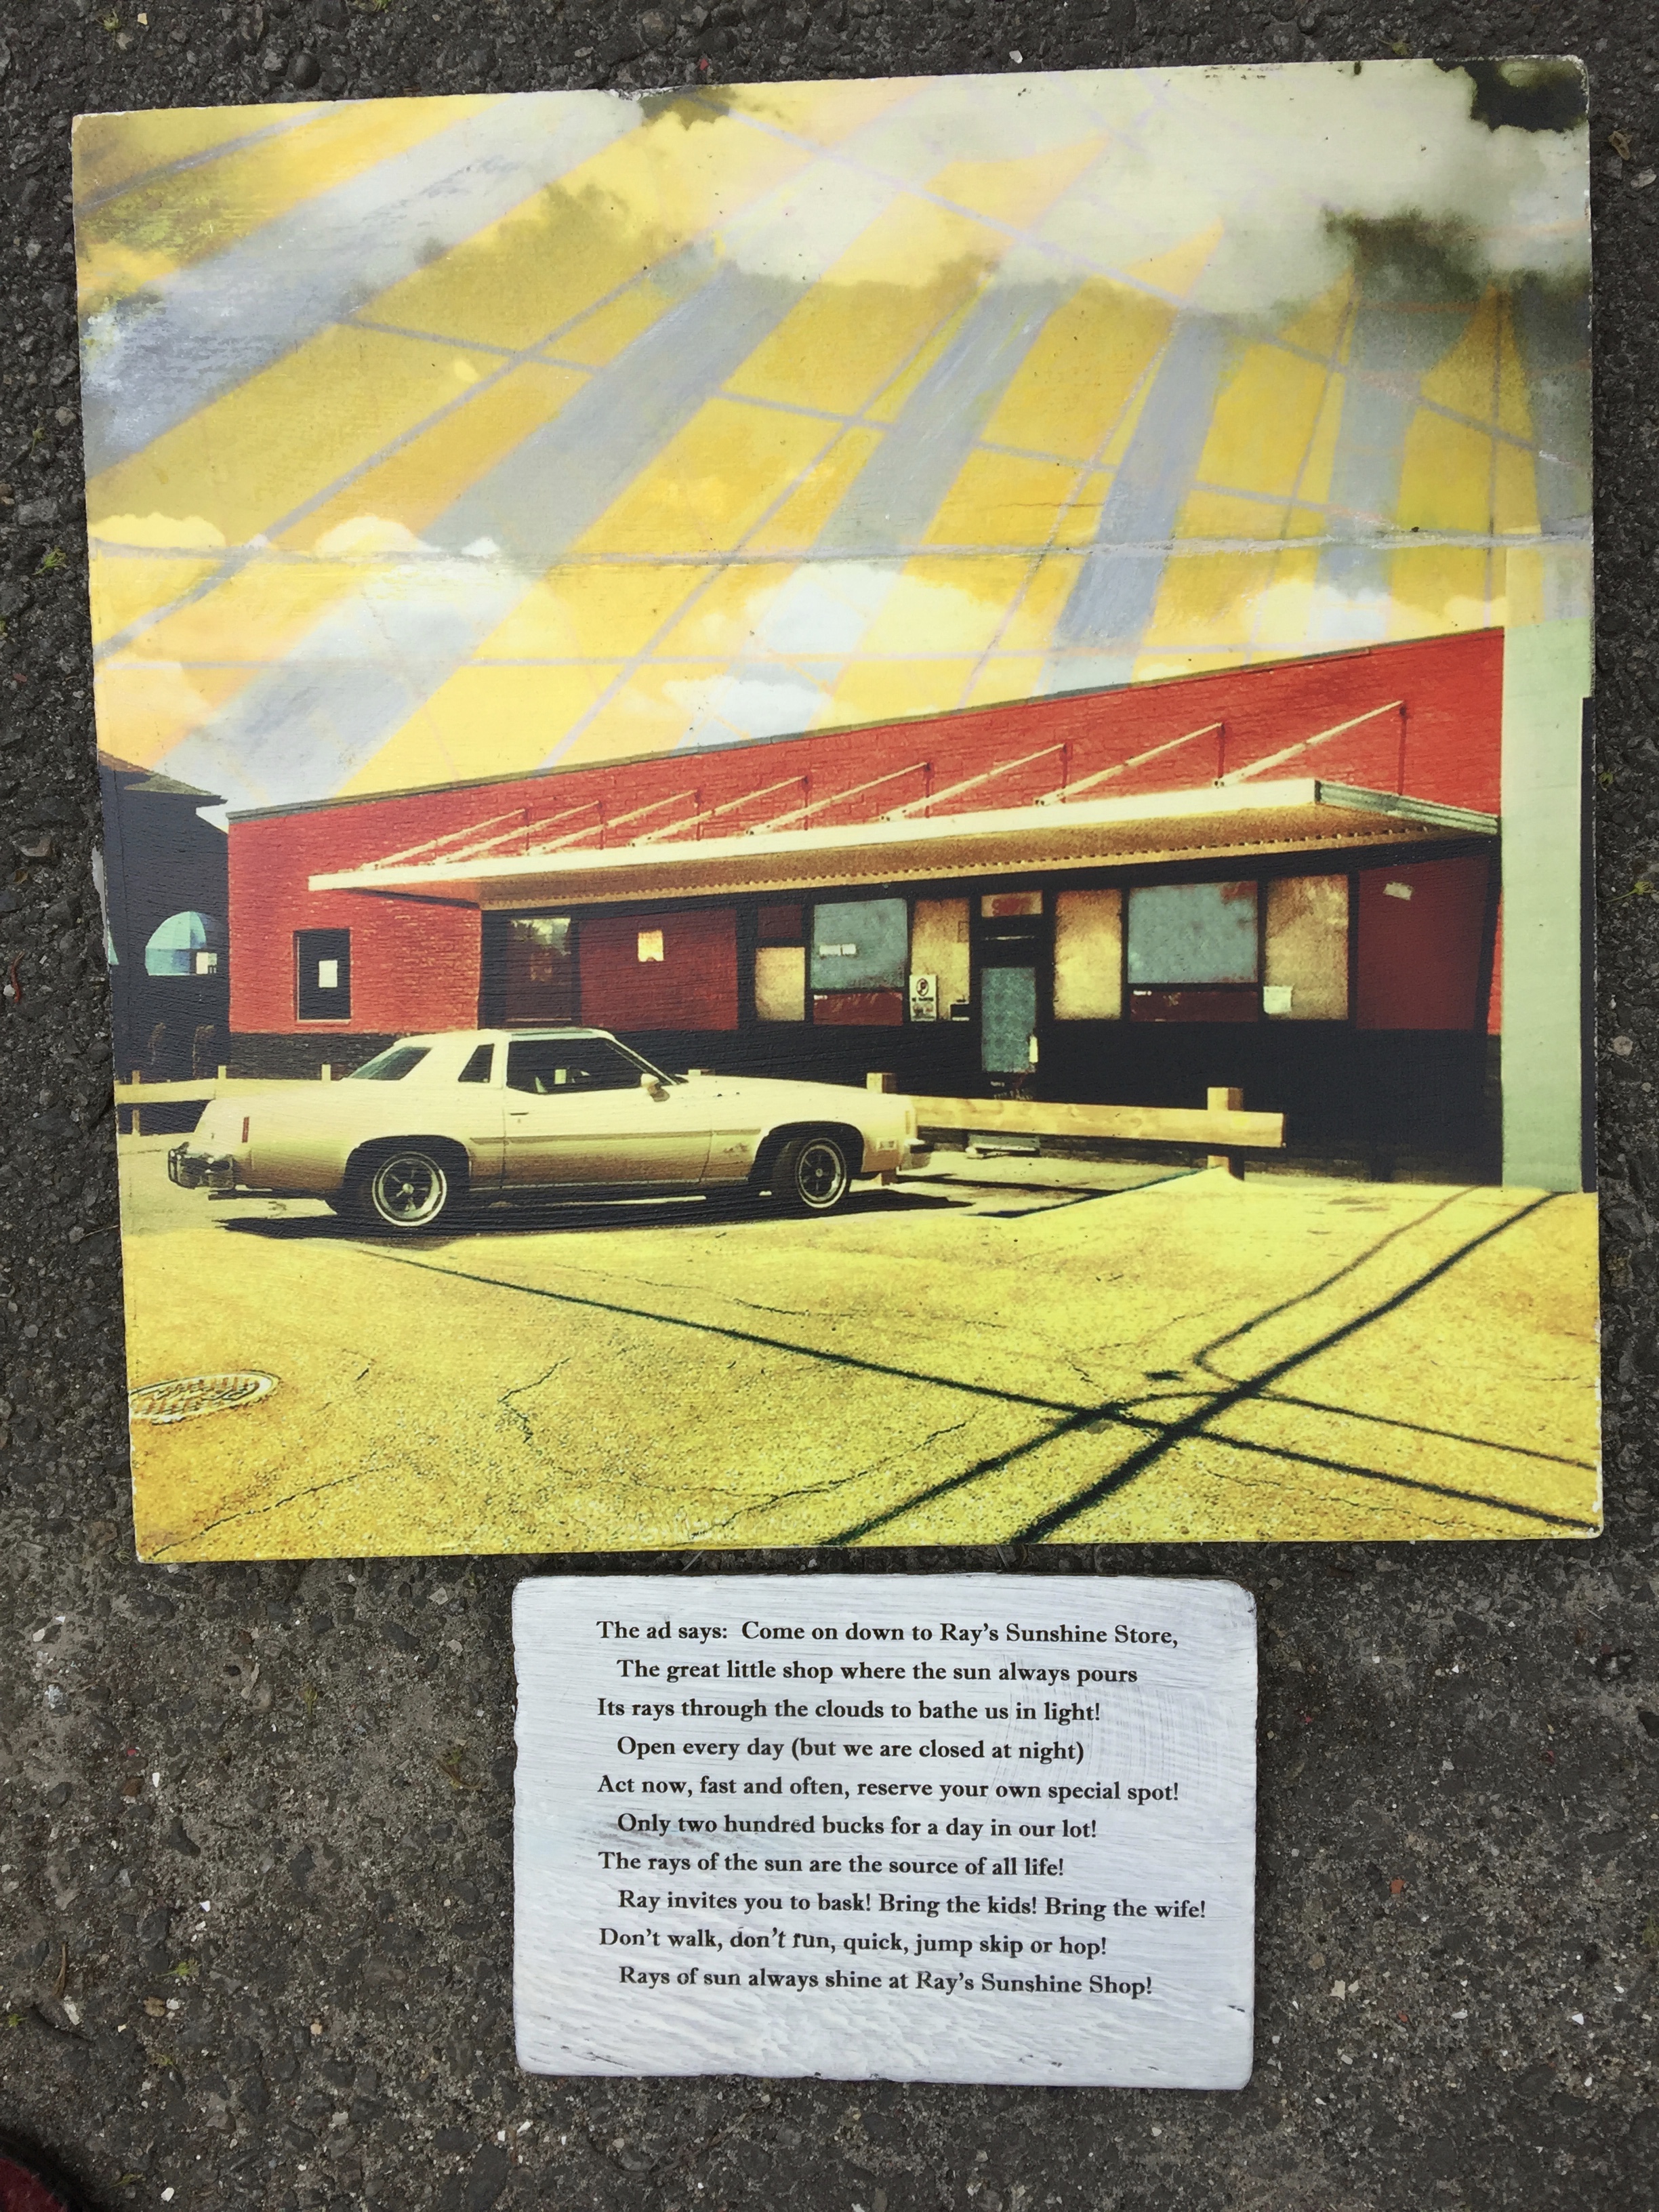 The ad says: Come on down to Ray's Sunshine Store,
The great little shop where the sun always pours
Its rays through the clouds to bathe us in light!
Open every day (but we are closed at night)
Act now, fast and often, reserve your own special spot!
Only two hundred bucks for a day in our lot!
The rays of the sun are the source of all life!
Ray invites you to bask! Bring the kids! Bring the wife!
Don't walk, don't run, quick, jump skip or hop!
Rays of sun always shine at Ray's Sunshine Shop!